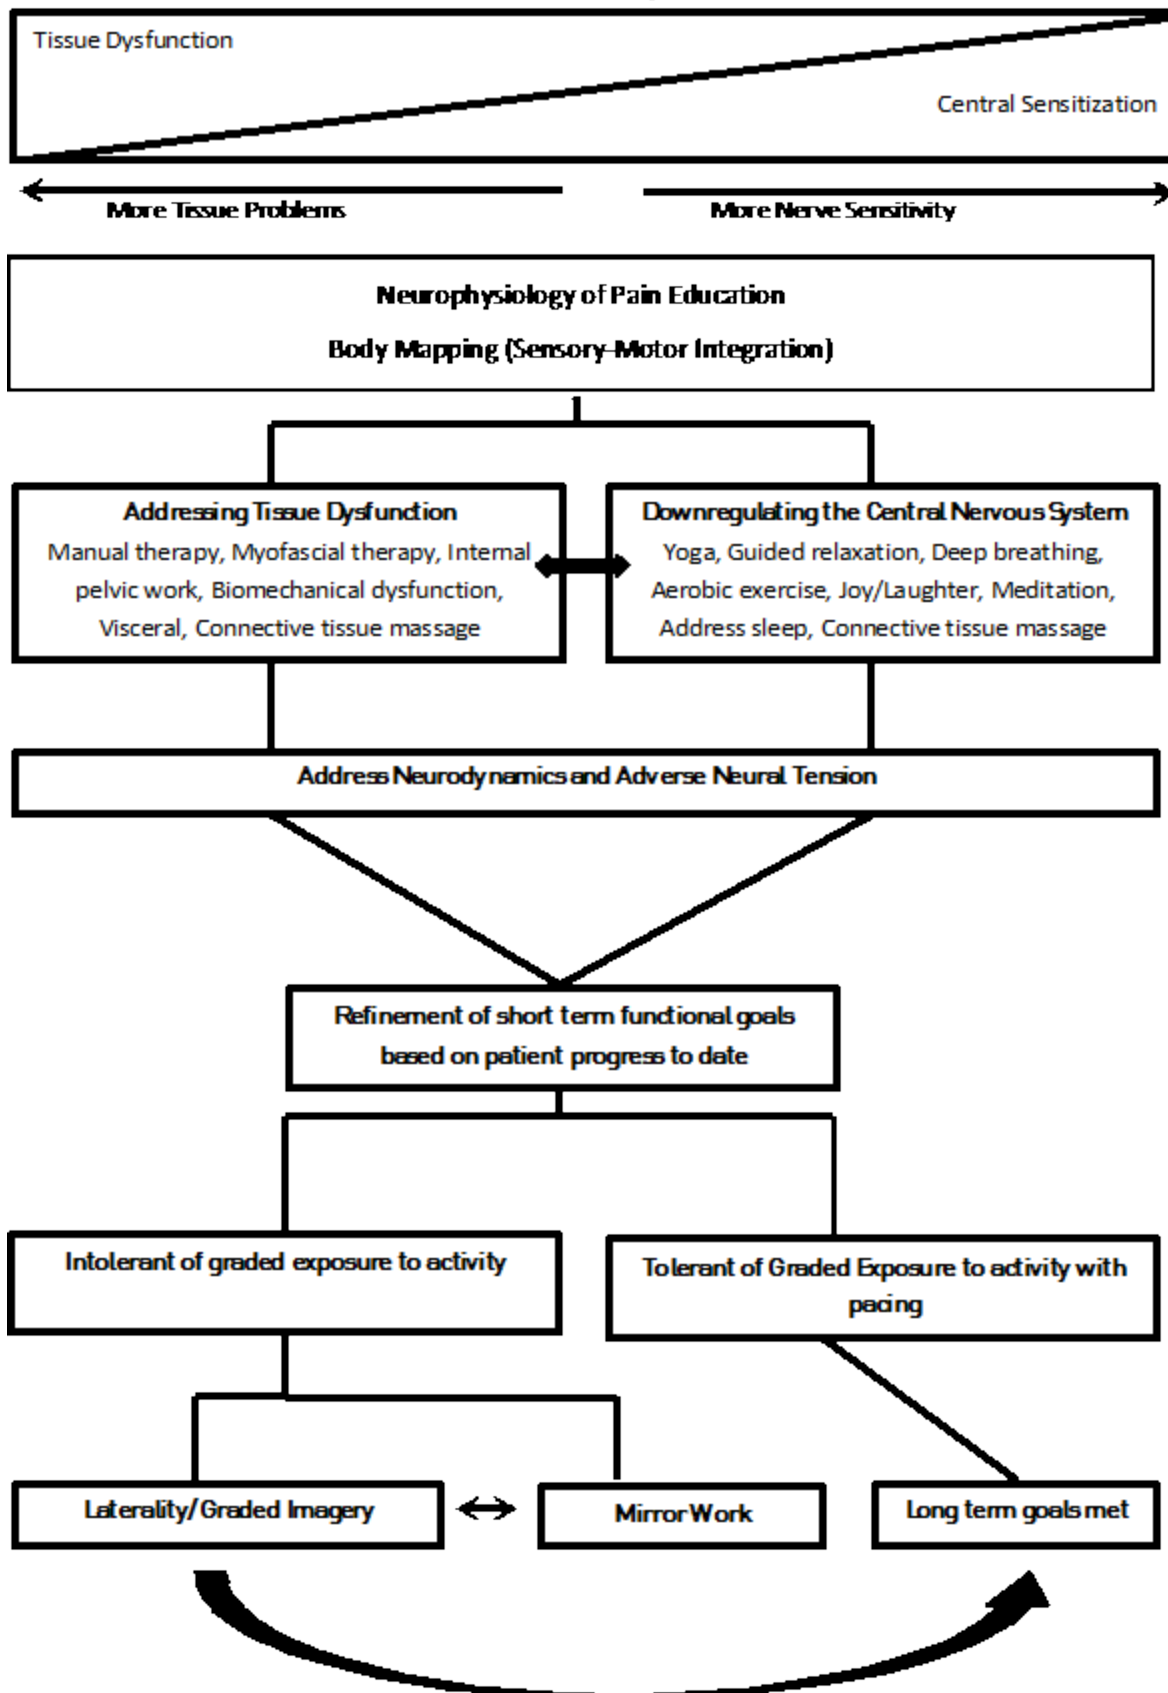 Tissue Dysfunction
Central Sensitization
More Tissue Problems
More Nerve Sensitivity
Neurophysiology of Pain Education
Body Mapping (Sensory-Motor Integration)
Addressing Tissue Dysfunction
Manual therapy, Myofascial therapy, Internal
pelvic work, Biomechanical dysfunction,
Visceral, Connective tissue massage
Downregulating the Central Nervous System
Yoga, Guided relaxation, Deep breathing,
Aerobic exercise, Joy/Laughter, Meditation,
Address sleep, Connective tissue massage
Address Neurodynamics and Adverse Neural Tension
Refinement of short term functional goals
based on patient progress to date
Intolerant of graded exposure to activity
Tolerant of Graded Exposure to activity with
pacing
Laterality/Graded Imagery
Mirror Work
Long term goals met